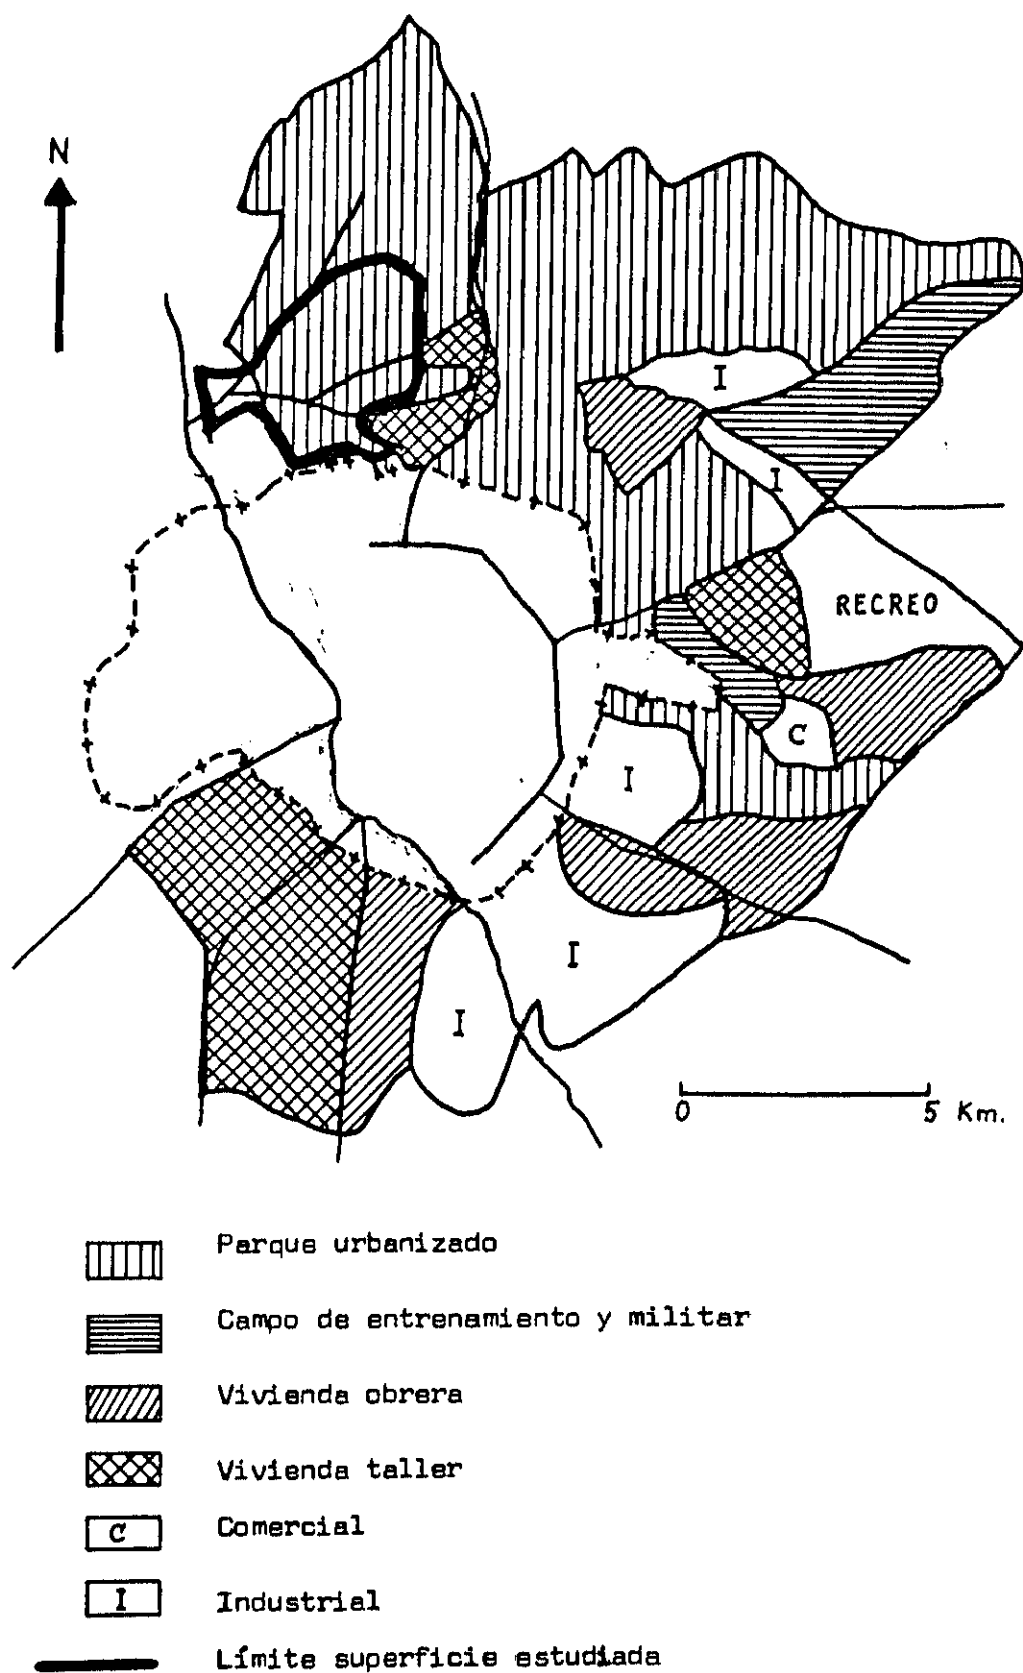 N
I
I
RECREO
C
I
I
I
0 5 Km.
Parque urbanizado
Campo de entrenamiento y militar
Vivienda obrera
Vivienda taller
C Comercial
I Industrial
Límite superficie estudiada